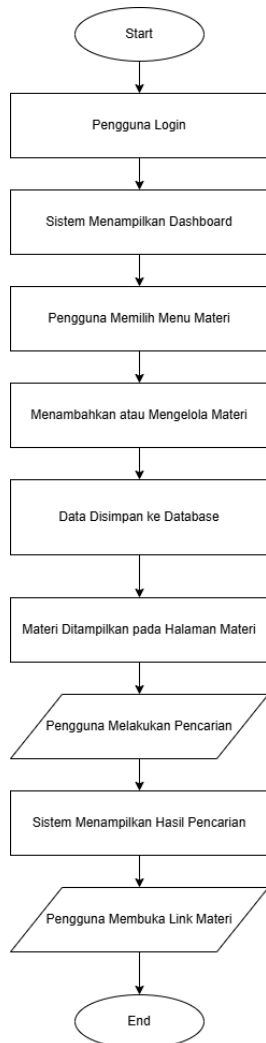 Start
Pengguna Login
Sistem Menampilkan Dashboard
Pengguna Memilih Menu Materi
Menambahkan atau Mengelola Materi
Data Disimpan ke Database
Materi Ditampilkan pada Halaman Materi
Pengguna Melakukan Pencarian
Sistem Menampilkan Hasil Pencarian
Pengguna Membuka Link Materi
End